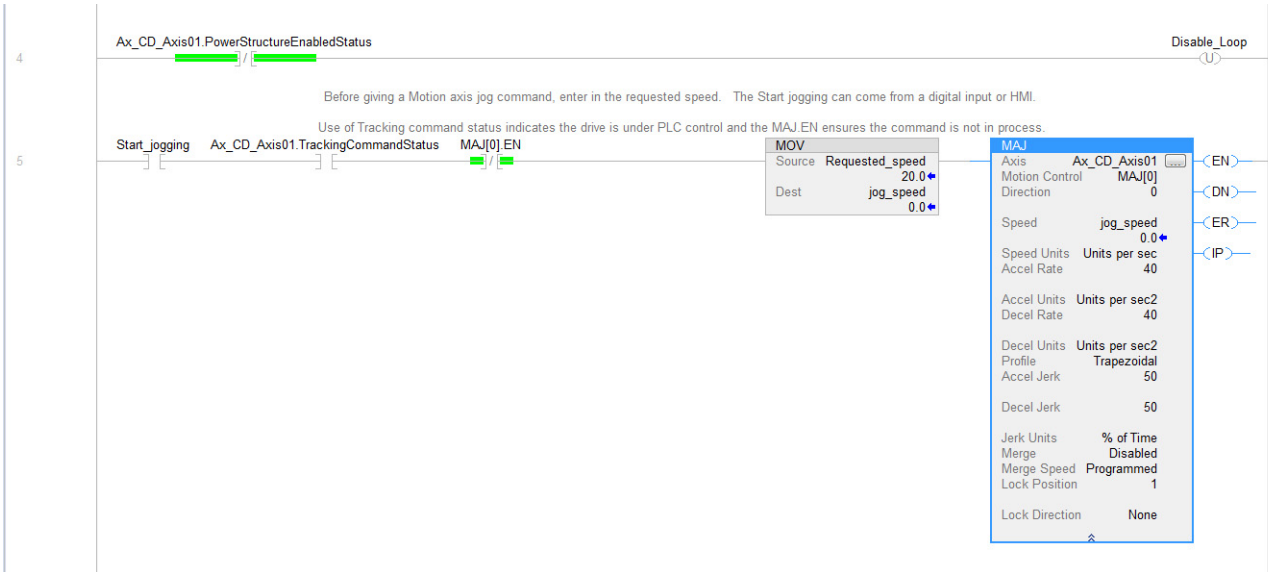 Ax_CD_Axis01.PowerStructureEnabledStatus Disable_Loop
4 / U
Before giving a Motion axis jog command, enter in the requested speed. The Start jogging can come from a digital input or HMI.
Use of Tracking command status indicates the drive is under PLC control and the MAJ.EN ensures the command is not in process.
Start_jogging Ax_CD_Axis01.TrackingCommandStatus MAJ[0].EN
5 /
MOV
Source Requested_speed
20.0
Dest jog_speed
0.0
MAJ
Axis Ax_CD_Axis01 ... EN
Motion Control MAJ[0]
Direction 0 DN
Speed jog_speed ER
0.0
Speed Units Units per sec IP
Accel Rate 40
Accel Units Units per sec2
Decel Rate 40
Decel Units Units per sec2
Profile Trapezoidal
Accel Jerk 50
Decel Jerk 50
Jerk Units % of Time
Merge Disabled
Merge Speed Programmed
Lock Position 1
Lock Direction None